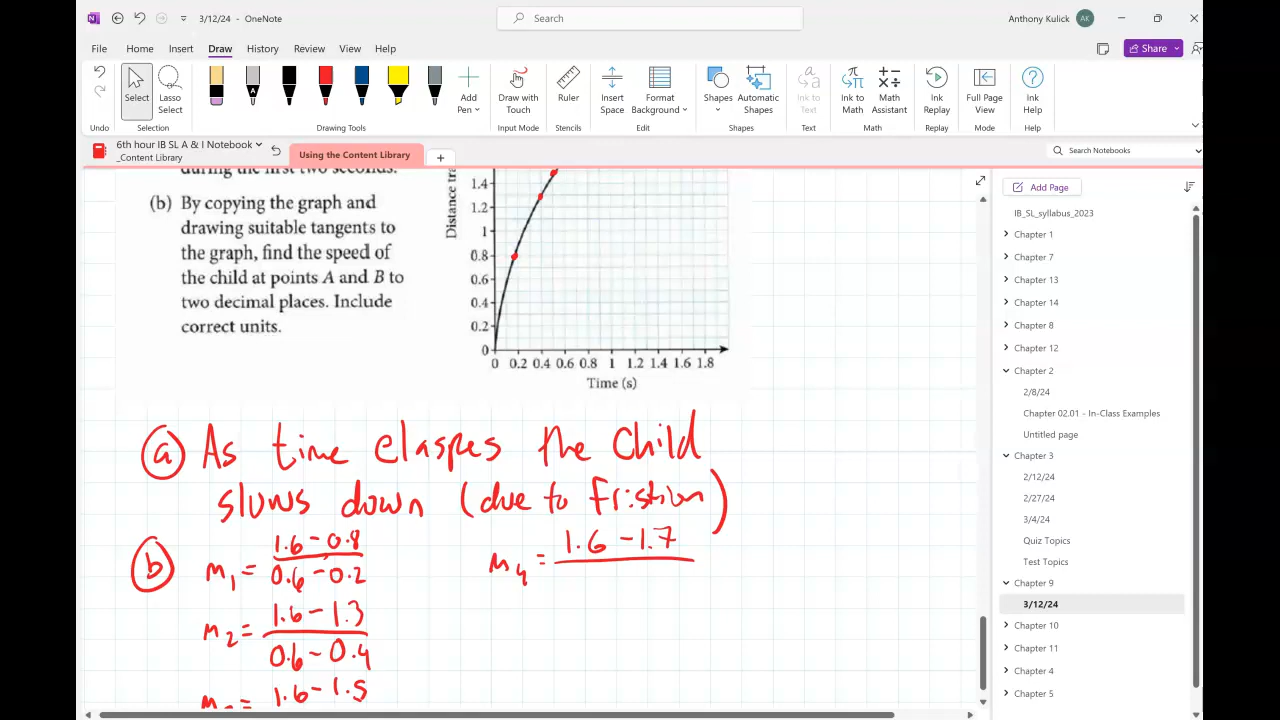 3/12/24 - OneNote
Search
Anthony Kulick
AK
File Home Insert Draw History Review View Help
Share
Undo
Select
Lasso Select
A
Add Pen
Draw with Touch
Ruler
Insert Space
Format Background
Shapes
Automatic Shapes
Ink to Text
Ink to Math
Math Assistant
Ink Replay
Full Page View
Ink Help
Undo Selection Drawing Tools Input Mode Stencils Edit Shapes Text Math Replay Mode Help
6th hour IB SL A & I Notebook
_Content Library
Using the Content Library
Search Notebooks
Add Page
IB_SL_syllabus_2023
Chapter 1
Chapter 7
Chapter 13
Chapter 14
Chapter 8
Chapter 12
Chapter 2
2/8/24
Chapter 02.01 - In-Class Examples
Untitled page
Chapter 3
2/12/24
2/27/24
3/4/24
Quiz Topics
Test Topics
Chapter 9
3/12/24
Chapter 10
Chapter 11
Chapter 4
Chapter 5
during the first two seconds.
(b) By copying the graph and
drawing suitable tangents to
the graph, find the speed of
the child at points A and B to
two decimal places. Include
correct units.
Distance tra
1.4
1.2
1
0.8
0.6
0.4
0.2
0
0 0.2 0.4 0.6 0.8 1 1.2 1.4 1.6 1.8
Time (s)
a As time elaspes the Child
slows down (due to fristion)
b m1 = 1.6 - 0.8
0.6 - 0.2
m2 = 1.6 - 1.3
0.6 - 0.4
1.6 - 1.5
m4 = 1.6 - 1.7